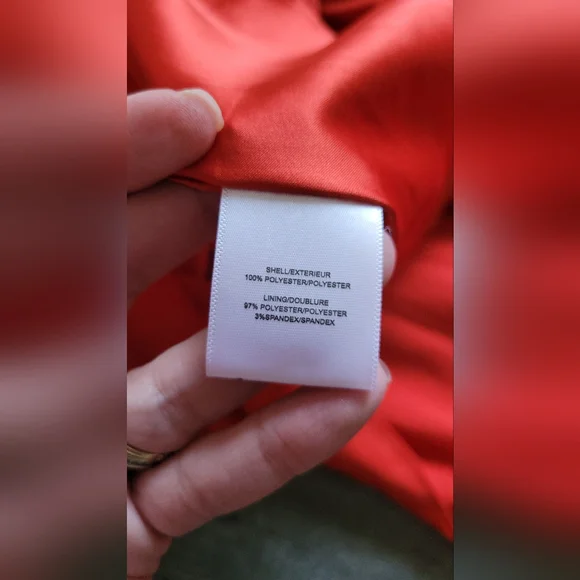 SHELL/EXTERIEUR
100% POLYESTER/POLYESTER
LINING/DOUBLURE
97% POLYESTER/POLYESTER
3%SPANDEX/SPANDEX